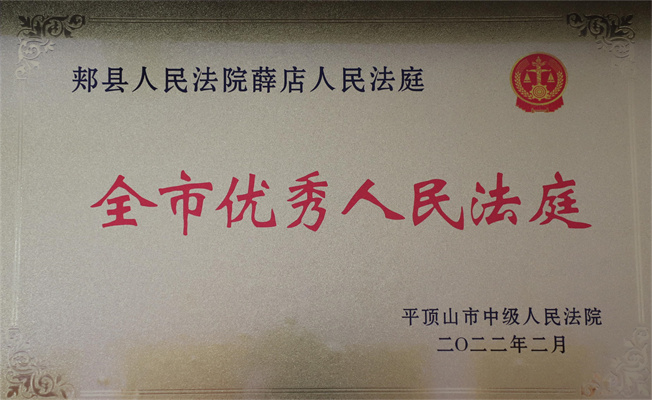 郏县人民法院薛店人民法庭
全市优秀人民法庭
平顶山市中级人民法院
二〇二二年二月